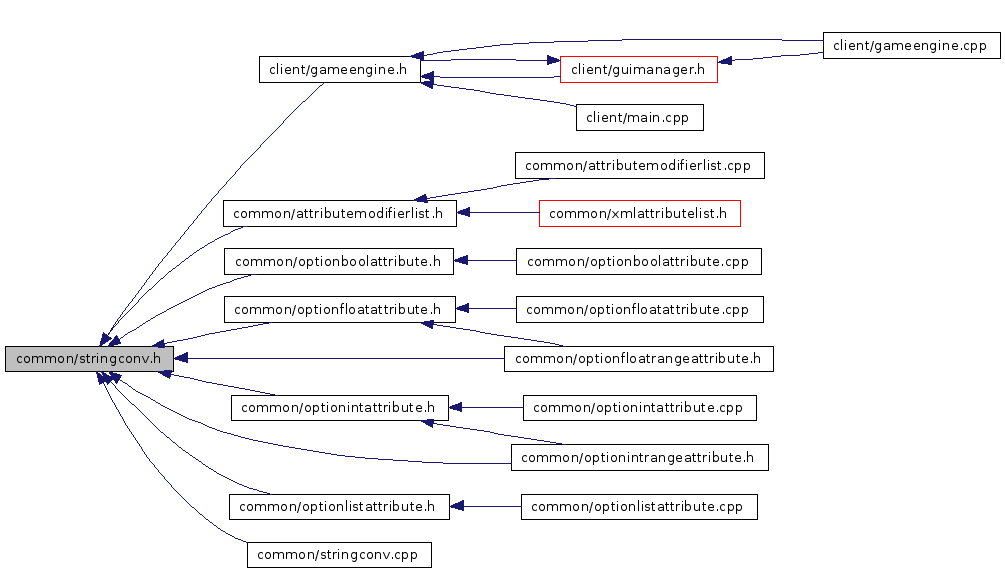 client/gameengine.cpp
client/gameengine.h
client/guimanager.h
client/main.cpp
common/attributemodifierlist.cpp
common/attributemodifierlist.h
common/xmlattributelist.h
common/optionboolattribute.h
common/optionboolattribute.cpp
common/optionfloatattribute.h
common/optionfloatattribute.cpp
common/stringconv.h
common/optionfloatrangeattribute.h
common/optionintattribute.h
common/optionintattribute.cpp
common/optionintrangeattribute.h
common/optionlistattribute.h
common/optionlistattribute.cpp
common/stringconv.cpp